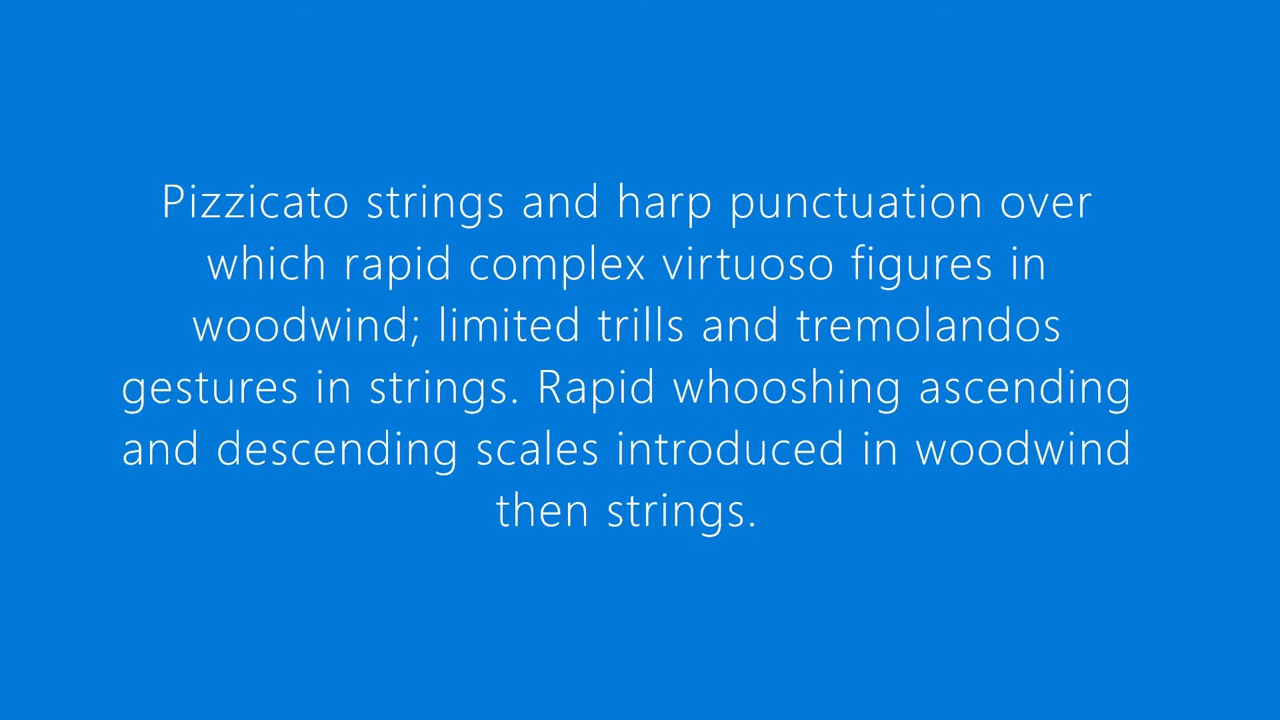 Pizzicato strings and harp punctuation over
which rapid complex virtuoso figures in
woodwind; limited trills and tremolandos
gestures in strings. Rapid whooshing ascending
and descending scales introduced in woodwind
then strings.